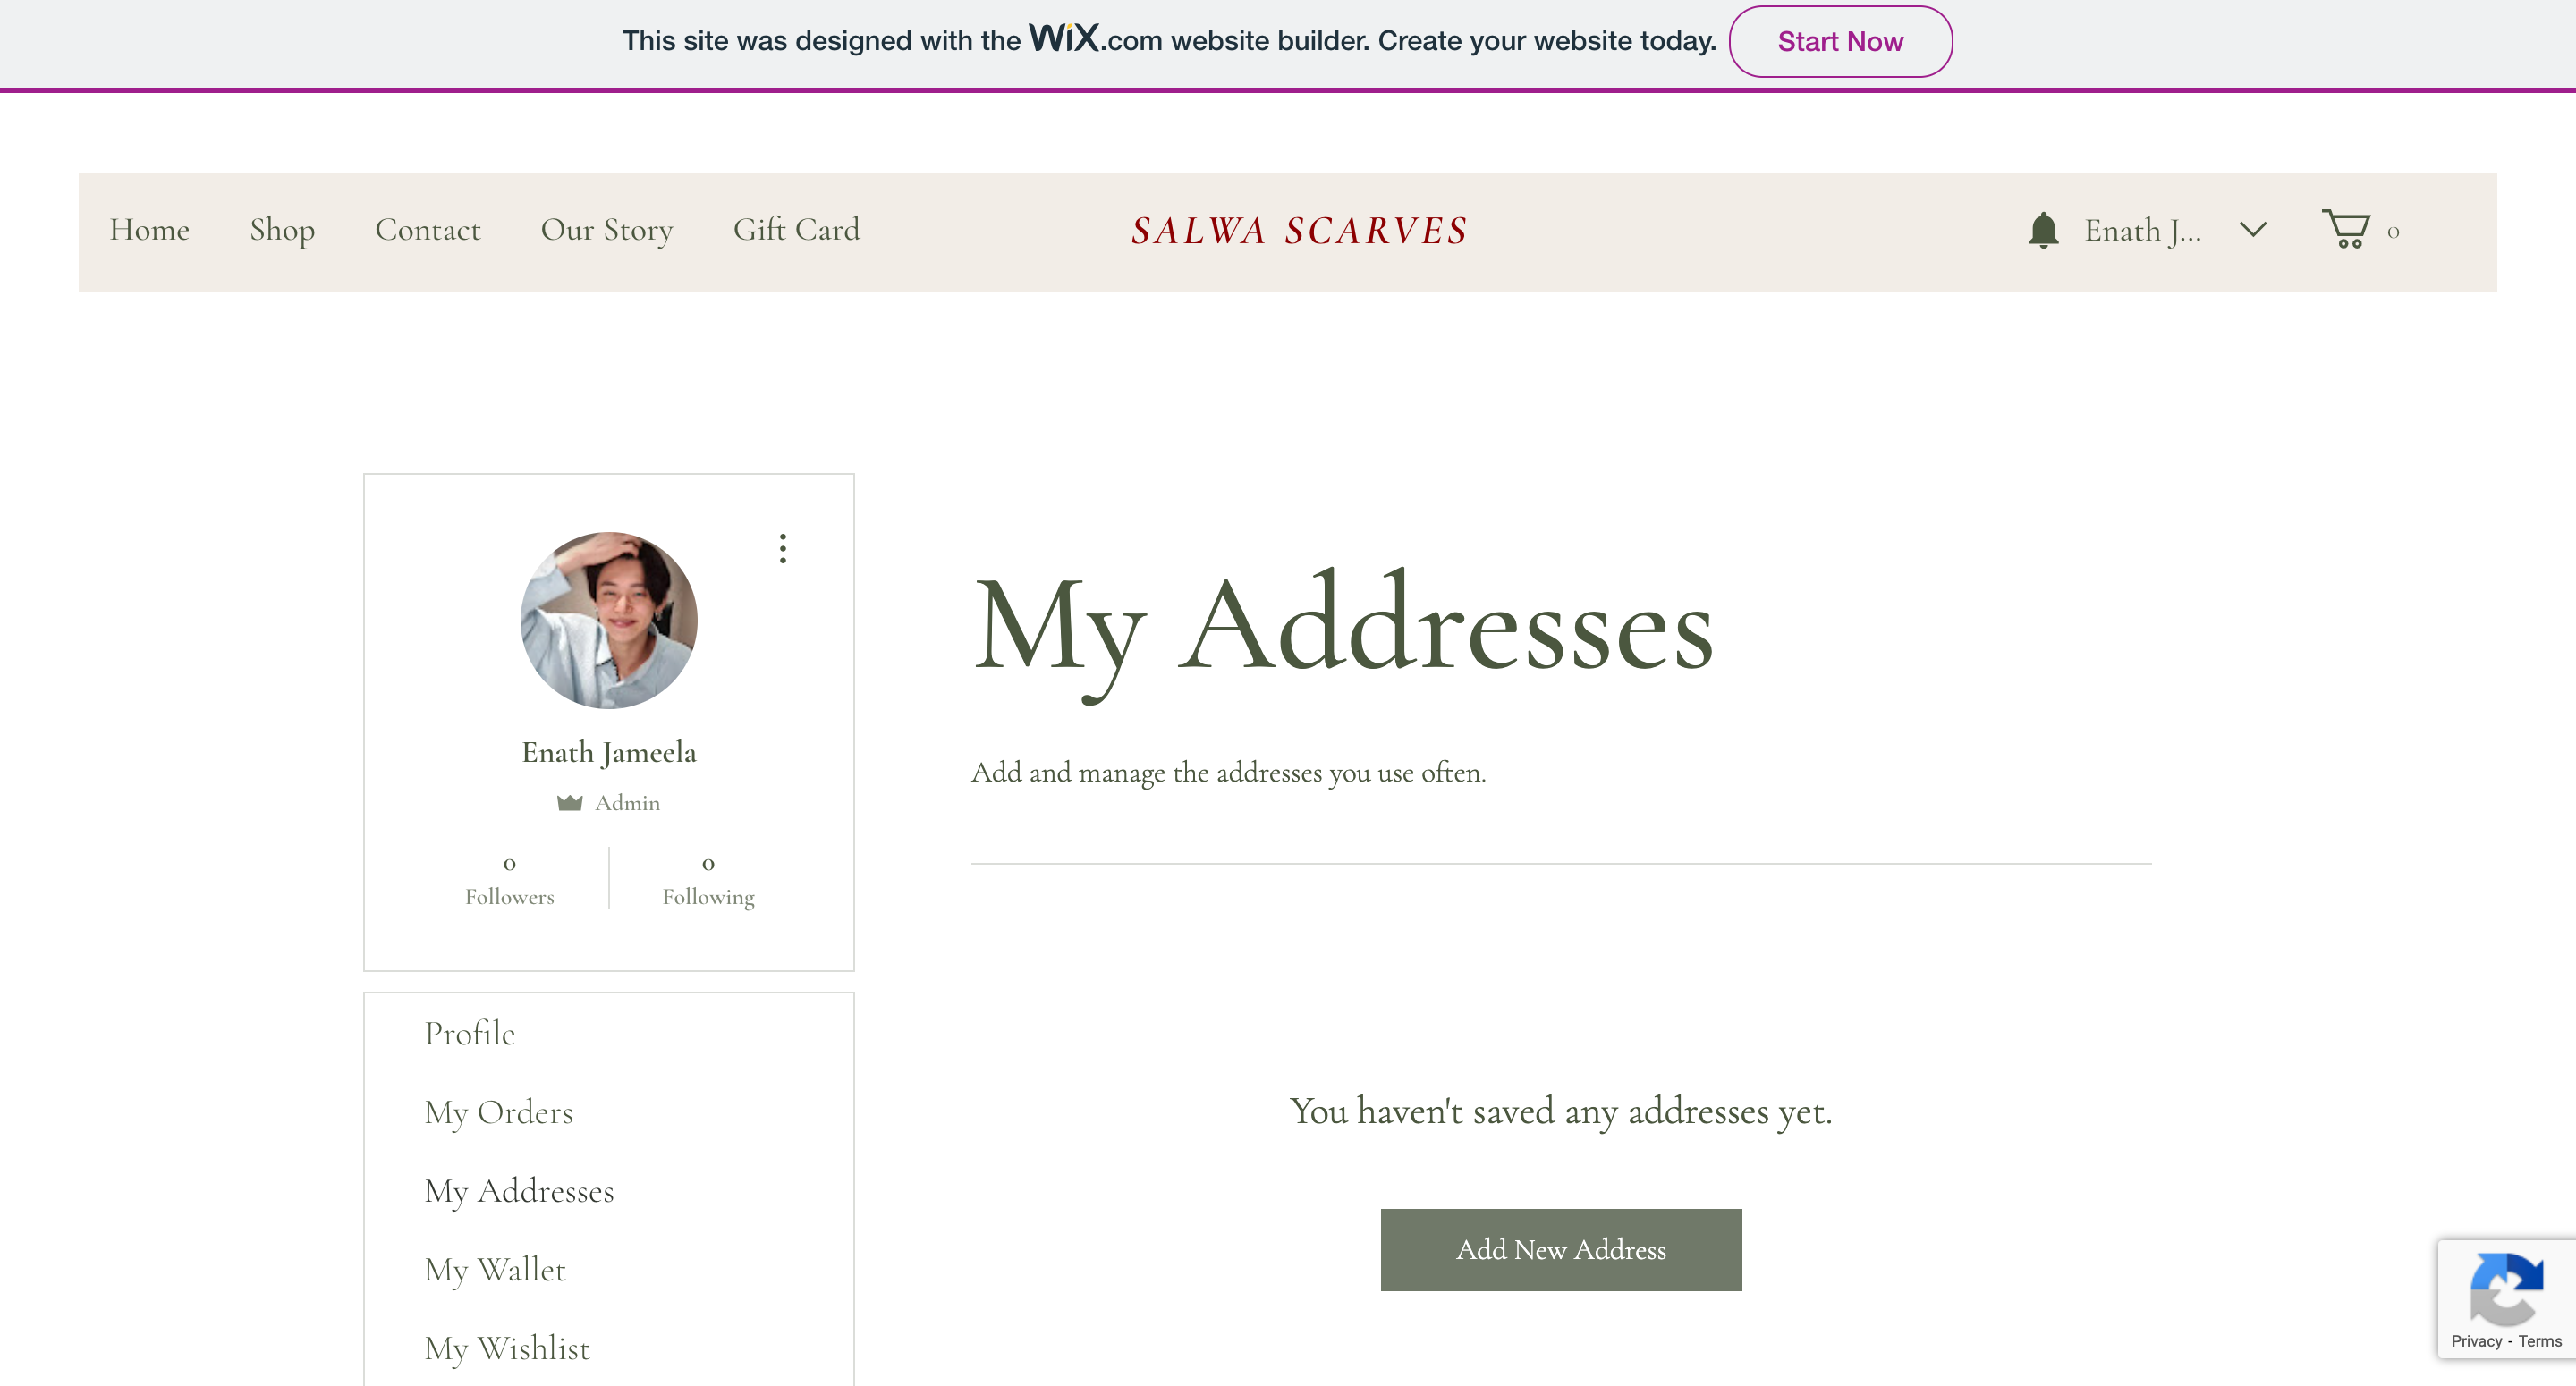 This site was designed with the WiX.com website builder. Create your website today. Start Now
Home Shop Contact Our Story Gift Card SALWA SCARVES Enath J... 0
My Addresses
Add and manage the addresses you use often.
Enath Jameela
Admin
0 0
Followers Following
Profile
My Orders
My Addresses
My Wallet
My Wishlist
You haven't saved any addresses yet.
Add New Address
Privacy - Terms